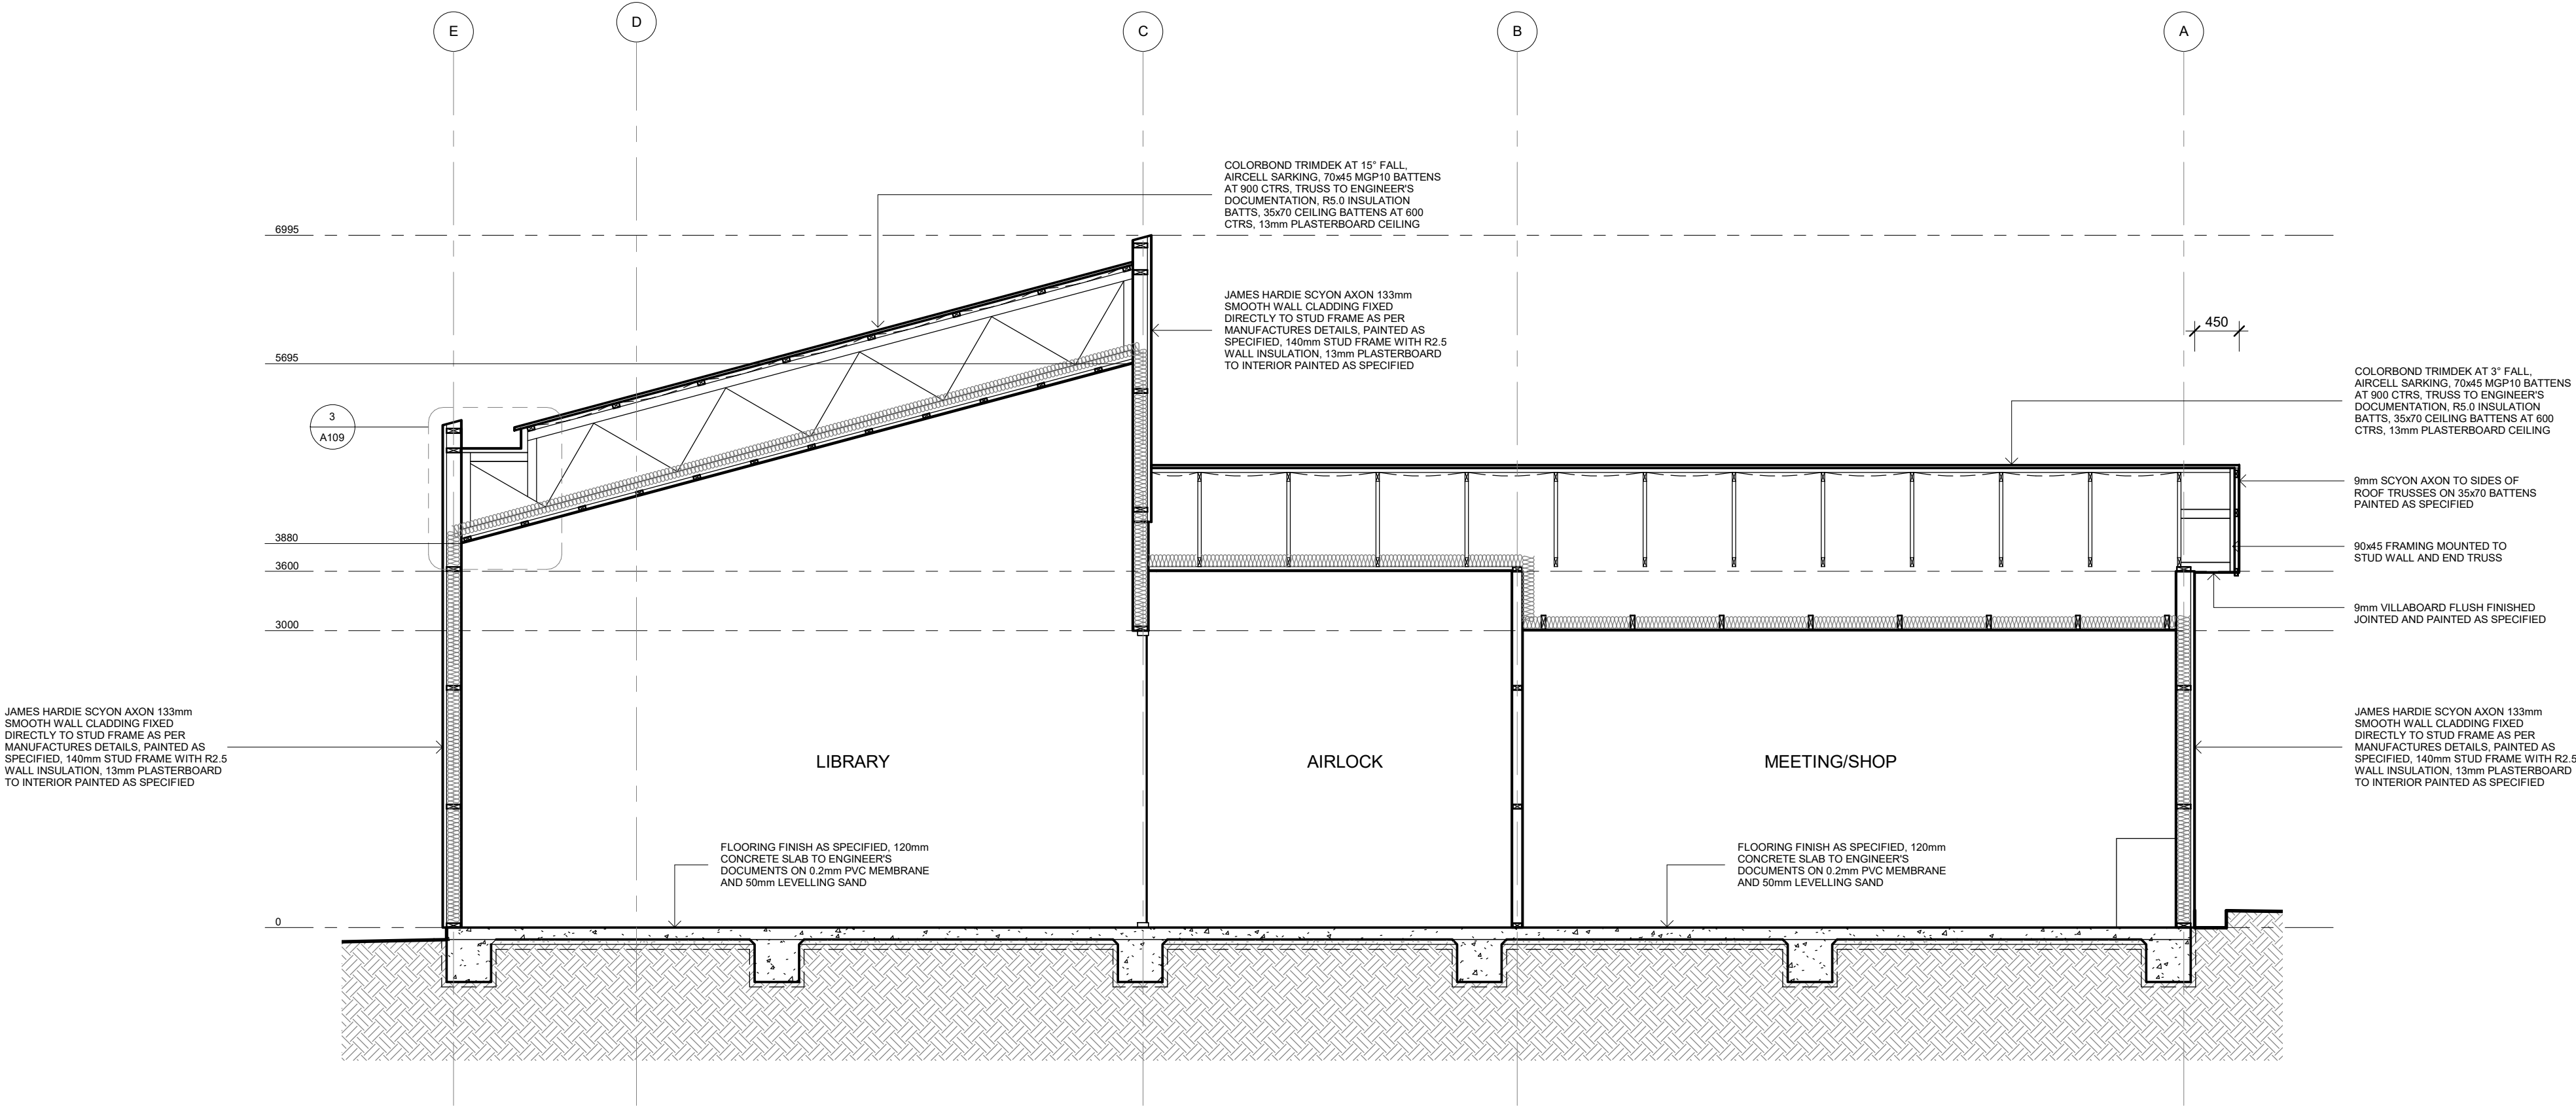 E
D
C
B
A
COLORBOND TRIMDEK AT 15° FALL,
AIRCELL SARKING, 70x45 MGP10 BATTENS
AT 900 CTRS, TRUSS TO ENGINEER'S
DOCUMENTATION, R5.0 INSULATION
BATTS, 35x70 CEILING BATTENS AT 600
CTRS, 13mm PLASTERBOARD CEILING
6995
JAMES HARDIE SCYON AXON 133mm
SMOOTH WALL CLADDING FIXED
DIRECTLY TO STUD FRAME AS PER
MANUFACTURES DETAILS, PAINTED AS
SPECIFIED, 140mm STUD FRAME WITH R2.5
WALL INSULATION, 13mm PLASTERBOARD
TO INTERIOR PAINTED AS SPECIFIED
450
5695
COLORBOND TRIMDEK AT 3° FALL,
AIRCELL SARKING, 70x45 MGP10 BATTENS
AT 900 CTRS, TRUSS TO ENGINEER'S
DOCUMENTATION, R5.0 INSULATION
BATTS, 35x70 CEILING BATTENS AT 600
CTRS, 13mm PLASTERBOARD CEILING
3
A109
9mm SCYON AXON TO SIDES OF
ROOF TRUSSES ON 35x70 BATTENS
PAINTED AS SPECIFIED
3880
90x45 FRAMING MOUNTED TO
STUD WALL AND END TRUSS
3600
9mm VILLABOARD FLUSH FINISHED
JOINTED AND PAINTED AS SPECIFIED
3000
JAMES HARDIE SCYON AXON 133mm
SMOOTH WALL CLADDING FIXED
DIRECTLY TO STUD FRAME AS PER
MANUFACTURES DETAILS, PAINTED AS
SPECIFIED, 140mm STUD FRAME WITH R2.5
WALL INSULATION, 13mm PLASTERBOARD
TO INTERIOR PAINTED AS SPECIFIED
LIBRARY
AIRLOCK
MEETING/SHOP
JAMES HARDIE SCYON AXON 133mm
SMOOTH WALL CLADDING FIXED
DIRECTLY TO STUD FRAME AS PER
MANUFACTURES DETAILS, PAINTED AS
SPECIFIED, 140mm STUD FRAME WITH R2.5
WALL INSULATION, 13mm PLASTERBOARD
TO INTERIOR PAINTED AS SPECIFIED
FLOORING FINISH AS SPECIFIED, 120mm
CONCRETE SLAB TO ENGINEER'S
DOCUMENTS ON 0.2mm PVC MEMBRANE
AND 50mm LEVELLING SAND
FLOORING FINISH AS SPECIFIED, 120mm
CONCRETE SLAB TO ENGINEER'S
DOCUMENTS ON 0.2mm PVC MEMBRANE
AND 50mm LEVELLING SAND
0